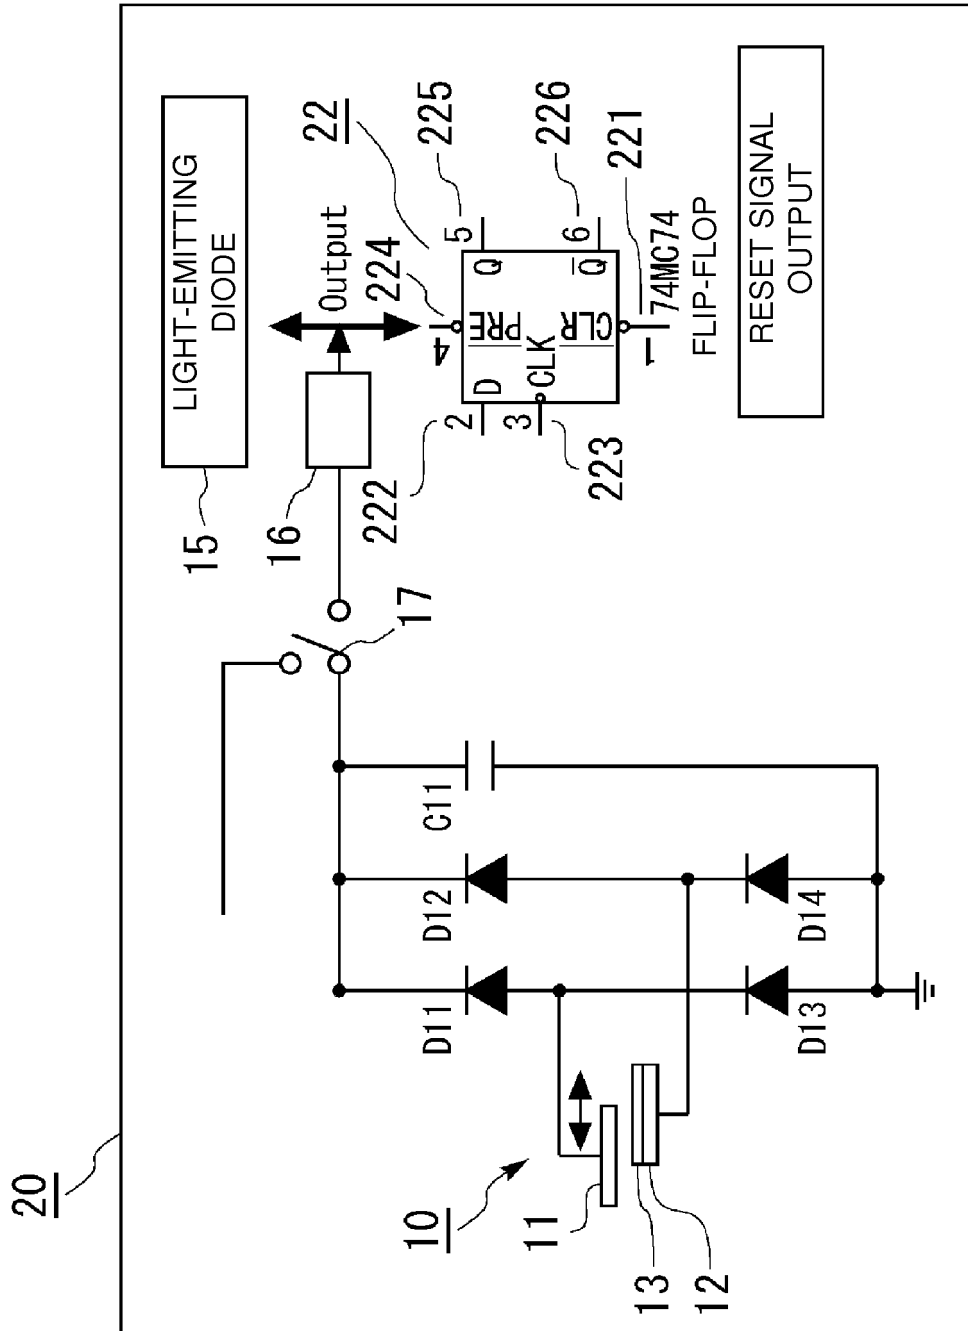 20
LIGHT-EMITTING
DIODE
15
16
17
Output
22
224
225
222
223
226
221
4
PRE
5
Q
2
D
3
CLK
6
Q̅
CLR
1
74MC74
FLIP-FLOP
RESET SIGNAL
OUTPUT
C11
D12
D14
D11
D13
10
11
13
12